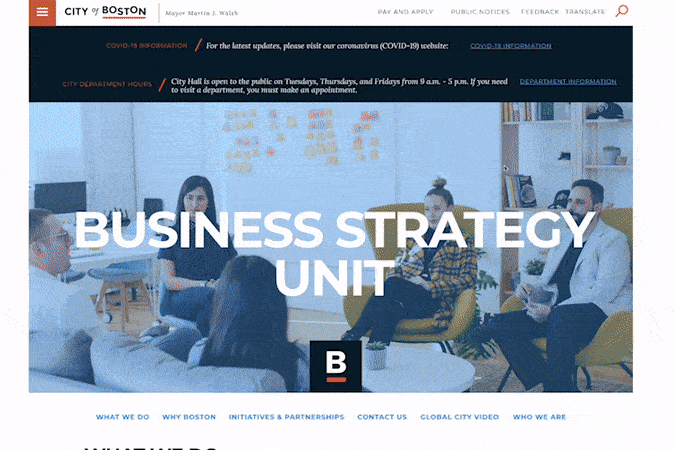 CITY of BOSTON
Mayor Martin J. Walsh
PAY AND APPLY PUBLIC NOTICES FEEDBACK TRANSLATE
COVID-19 INFORMATION
For the latest updates, please visit our coronavirus (COVID-19) website:
COVID-19 INFORMATION
CITY DEPARTMENT HOURS
City Hall is open to the public on Tuesdays, Thursdays, and Fridays from 9 a.m. - 5 p.m. If you need
to visit a department, you must make an appointment.
DEPARTMENT INFORMATION
BUSINESS STRATEGY
UNIT
B
WHAT WE DO WHY BOSTON INITIATIVES & PARTNERSHIPS CONTACT US GLOBAL CITY VIDEO WHO WE ARE
WHAT WE DO